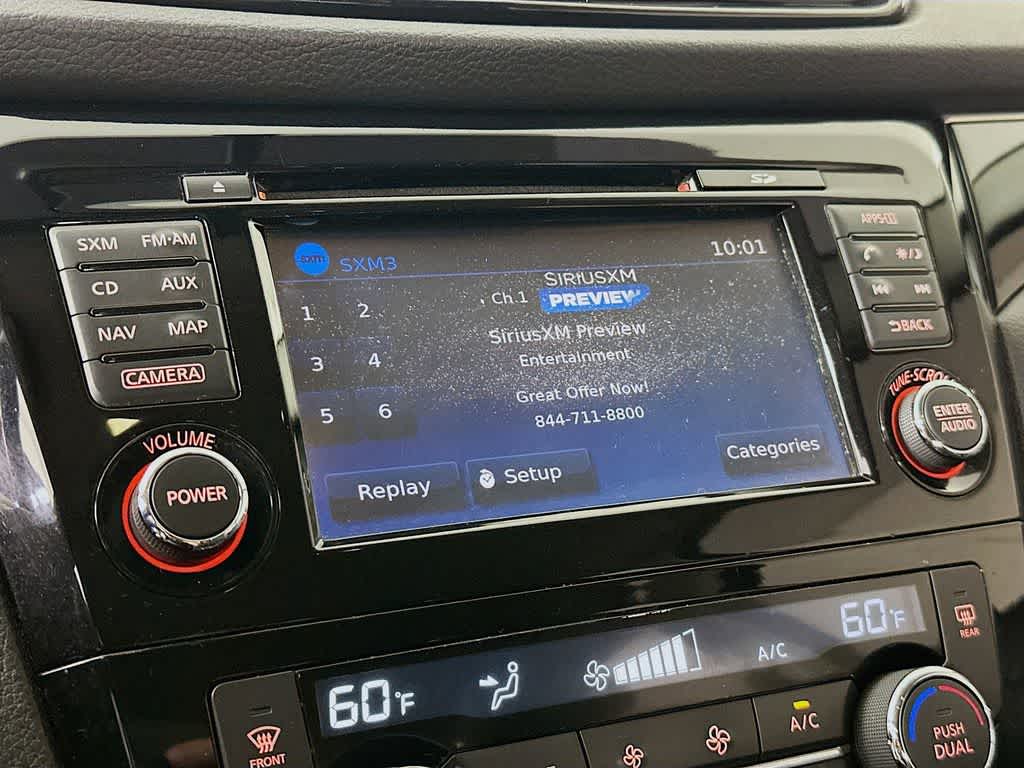 SD
SXM FM·AM
CD AUX
NAV MAP
CAMERA
VOLUME
POWER
sxm SXM3
10:01
1 2
3 4
5 6
SIRIUSXM
Ch 1 PREVIEW
SiriusXM Preview
Entertainment
Great Offer Now!
844-711-8800
Replay
Setup
Categories
APPS
BACK
TUNE·SCROLL
ENTER
AUDIO
60°F
A/C
60°F
REAR
FRONT
A/C
PUSH
DUAL